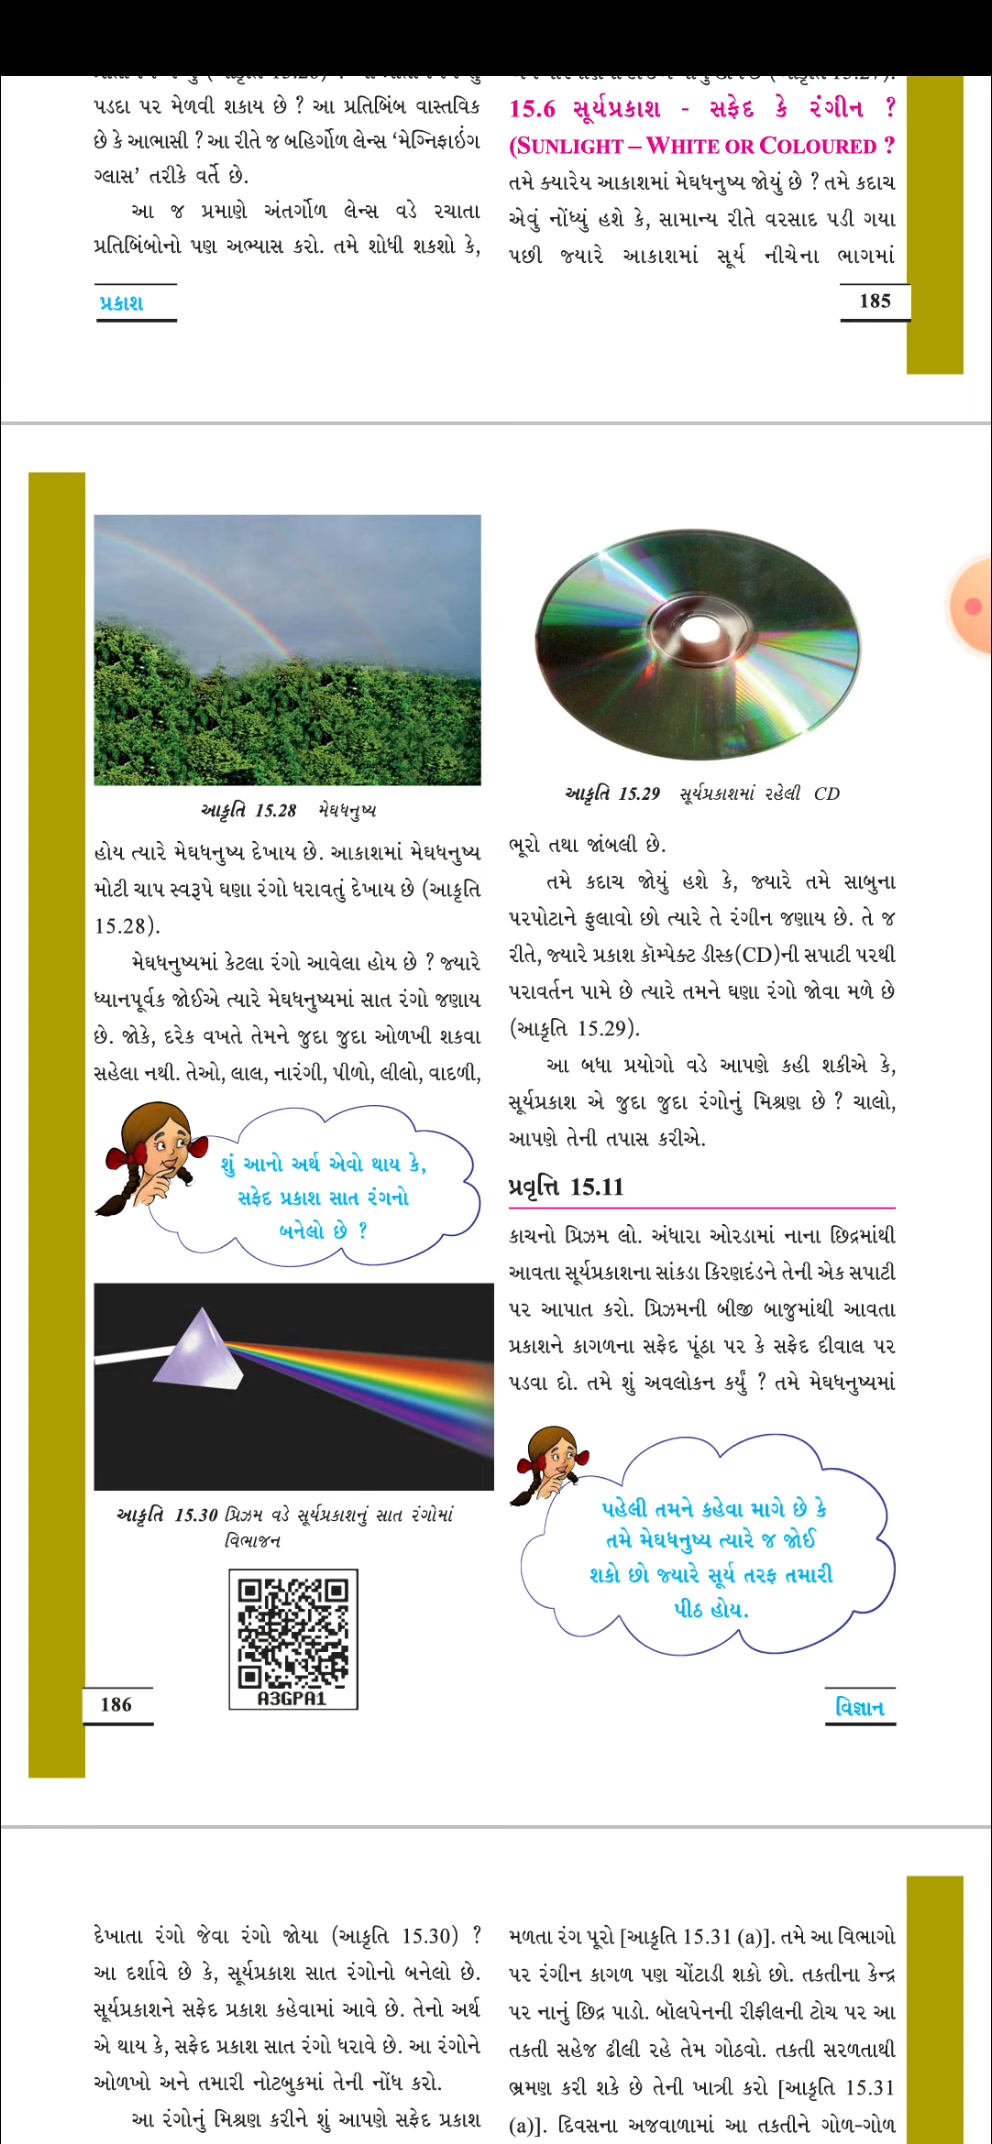 પડદા પર મેળવી શકાય છે ? આ પ્રતિબિંબ વાસ્તવિક
છે કે આભાસી ? આ રીતે જ બહિર્ગોળ લેન્સ ‘મેગ્નિફાઇંગ
ગ્લાસ’ તરીકે વર્તે છે.
આ જ પ્રમાણે અંતર્ગોળ લેન્સ વડે રચાતા
પ્રતિબિંબોનો પણ અભ્યાસ કરો. તમે શોધી શકશો કે,
15.6 સૂર્યપ્રકાશ - સફેદ કે રંગીન ?
(SUNLIGHT – WHITE OR COLOURED ?
તમે ક્યારેય આકાશમાં મેઘધનુષ્ય જોયું છે ? તમે કદાચ
એવું નોંધ્યું હશે કે, સામાન્ય રીતે વરસાદ પડી ગયા
પછી જ્યારે આકાશમાં સૂર્ય નીચેના ભાગમાં
પ્રકાશ
185
આકૃતિ 15.28 મેઘધનુષ્ય
હોય ત્યારે મેઘધનુષ્ય દેખાય છે. આકાશમાં મેઘધનુષ્ય
મોટી ચાપ સ્વરૂપે ઘણા રંગો ધરાવતું દેખાય છે (આકૃતિ
15.28).
મેઘધનુષ્યમાં કેટલા રંગો આવેલા હોય છે ? જ્યારે
ધ્યાનપૂર્વક જોઈએ ત્યારે મેઘધનુષ્યમાં સાત રંગો જણાય
છે. જોકે, દરેક વખતે તેમને જુદા જુદા ઓળખી શકવા
સહેલા નથી. તેઓ, લાલ, નારંગી, પીળો, લીલો, વાદળી,
શું આનો અર્થ એવો થાય કે,
સફેદ પ્રકાશ સાત રંગનો
બનેલો છે ?
આકૃતિ 15.30 પ્રિઝમ વડે સૂર્યપ્રકાશનું સાત રંગોમાં
વિભાજન
A3GPA1
આકૃતિ 15.29 સૂર્યપ્રકાશમાં રહેલી CD
ભૂરો તથા જાંબલી છે.
તમે કદાચ જોયું હશે કે, જ્યારે તમે સાબુના
પરપોટાને ફુલાવો છો ત્યારે તે રંગીન જણાય છે. તે જ
રીતે, જ્યારે પ્રકાશ કૉમ્પેક્ટ ડીસ્ક(CD)ની સપાટી પરથી
પરાવર્તન પામે છે ત્યારે તમને ઘણા રંગો જોવા મળે છે
(આકૃતિ 15.29).
આ બધા પ્રયોગો વડે આપણે કહી શકીએ કે,
સૂર્યપ્રકાશ એ જુદા જુદા રંગોનું મિશ્રણ છે ? ચાલો,
આપણે તેની તપાસ કરીએ.
પ્રવૃત્તિ 15.11
કાચનો પ્રિઝમ લો. અંધારા ઓરડામાં નાના છિદ્રમાંથી
આવતા સૂર્યપ્રકાશના સાંકડા કિરણદંડને તેની એક સપાટી
પર આપાત કરો. પ્રિઝમની બીજી બાજુમાંથી આવતા
પ્રકાશને કાગળના સફેદ પૂંઠા પર કે સફેદ દીવાલ પર
પડવા દો. તમે શું અવલોકન કર્યું ? તમે મેઘધનુષ્યમાં
પહેલી તમને કહેવા માગે છે કે
તમે મેઘધનુષ્ય ત્યારે જ જોઈ
શકો છો જ્યારે સૂર્ય તરફ તમારી
પીઠ હોય.
186
વિજ્ઞાન
દેખાતા રંગો જેવા રંગો જોયા (આકૃતિ 15.30) ?
આ દર્શાવે છે કે, સૂર્યપ્રકાશ સાત રંગોનો બનેલો છે.
સૂર્યપ્રકાશને સફેદ પ્રકાશ કહેવામાં આવે છે. તેનો અર્થ
એ થાય કે, સફેદ પ્રકાશ સાત રંગો ધરાવે છે. આ રંગોને
ઓળખો અને તમારી નોટબુકમાં તેની નોંધ કરો.
આ રંગોનું મિશ્રણ કરીને શું આપણે સફેદ પ્રકાશ
મળતા રંગ પૂરો [આકૃતિ 15.31 (a)]. તમે આ વિભાગો
પર રંગીન કાગળ પણ ચોંટાડી શકો છો. તકતીના કેન્દ્ર
પર નાનું છિદ્ર પાડો. બૉલપેનની રીફીલની ટોચ પર આ
તકતી સહેજ ઢીલી રહે તેમ ગોઠવો. તકતી સરળતાથી
ભ્રમણ કરી શકે છે તેની ખાત્રી કરો [આકૃતિ 15.31
(a)]. દિવસના અજવાળામાં આ તકતીને ગોળ-ગોળ